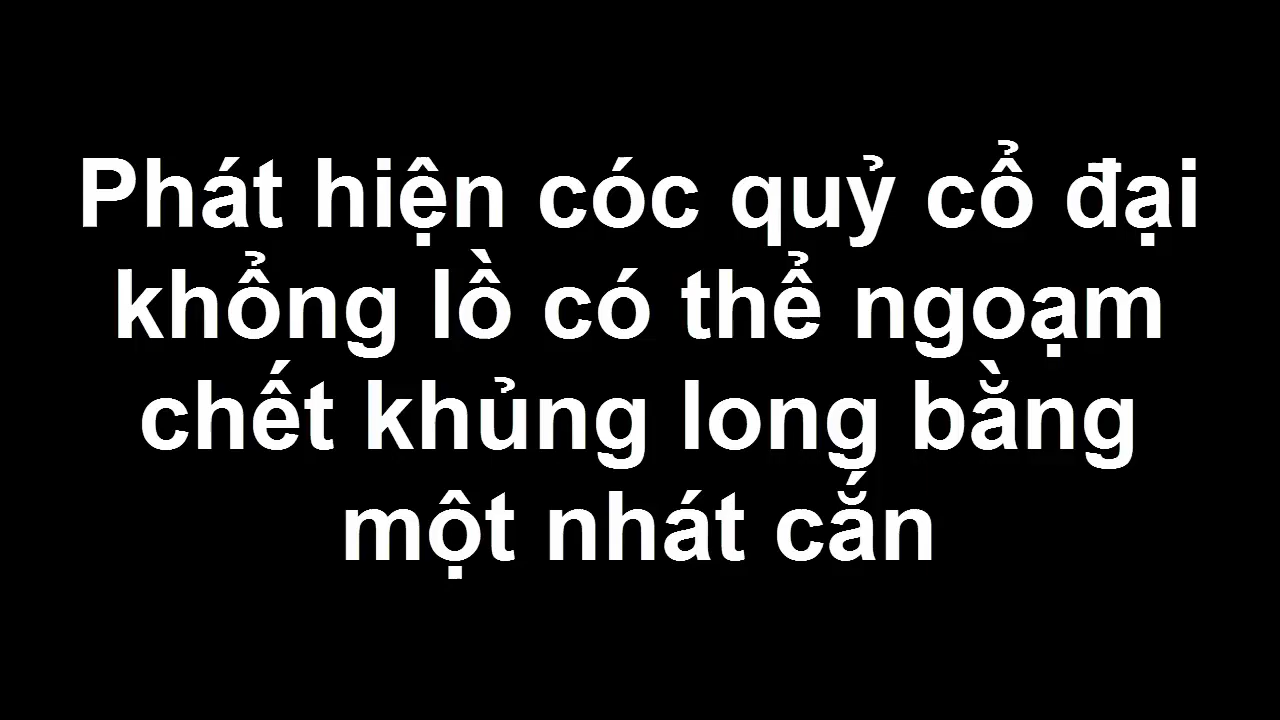 Phát hiện cóc quỷ cổ đại
khổng lồ có thể ngoạm
chết khủng long bằng
một nhát cắn